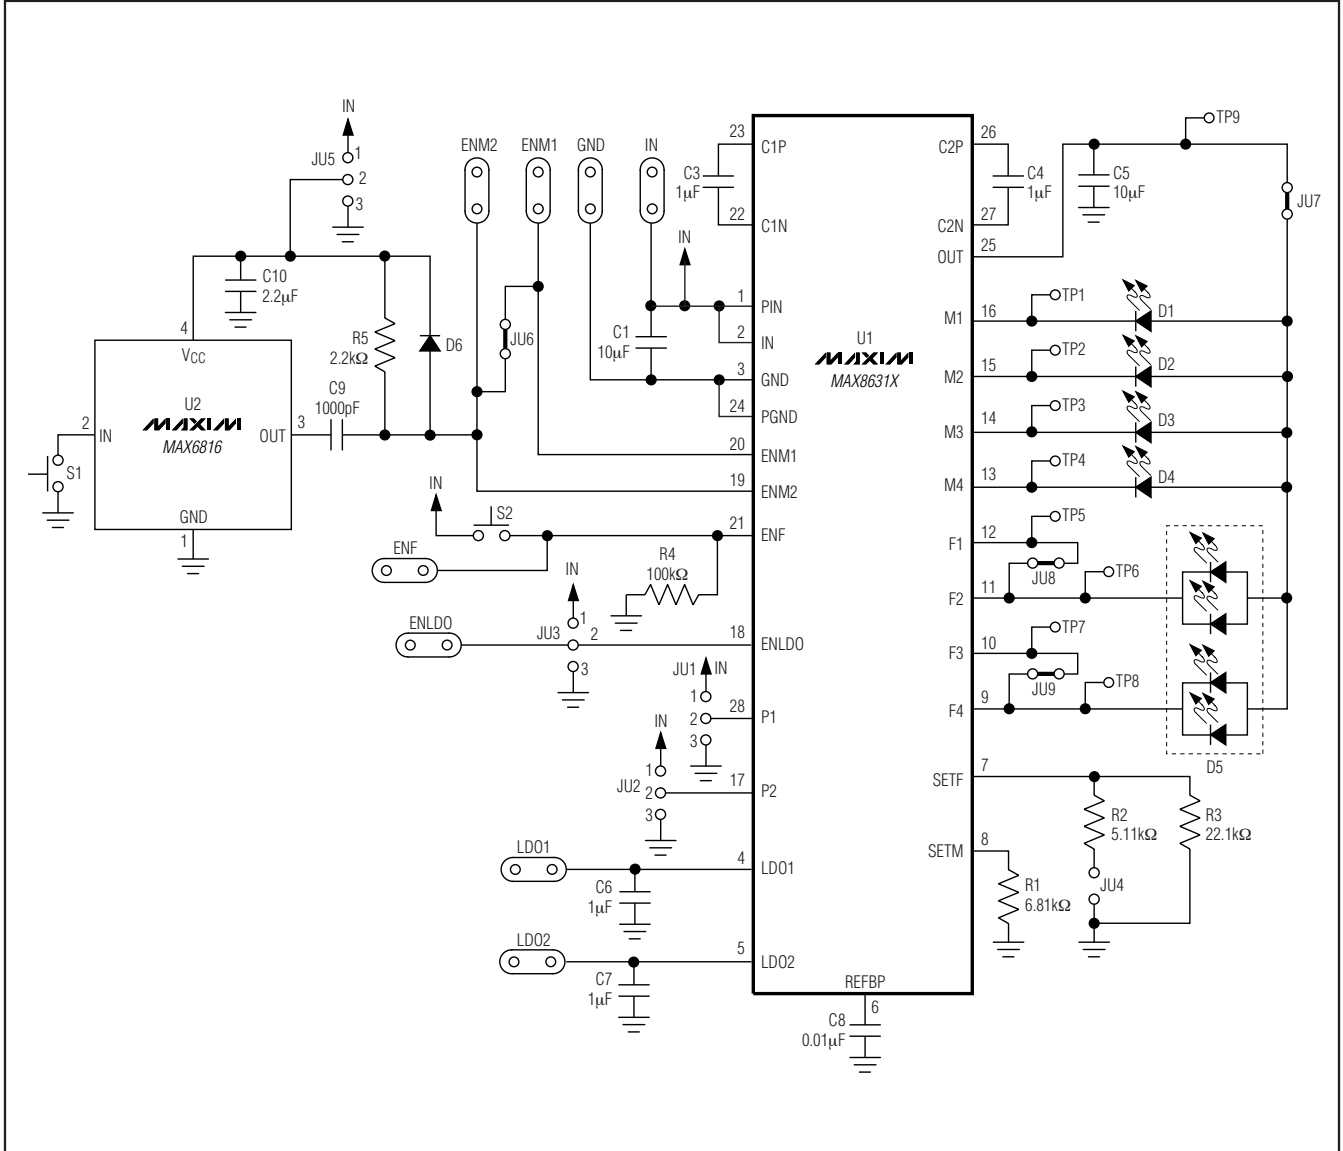 IN
JU5
1
2
3
C10
2.2µF
4
VCC
U2
MAXIM
MAX6816
2
IN
OUT
3
GND
1
S1
R5
2.2kΩ
D6
C9
1000pF
ENM2
ENM1
GND
IN
JU6
IN
C1
10µF
C3
1µF
23
C1P
22
C1N
1
PIN
2
IN
3
GND
24
PGND
20
ENM1
19
ENM2
IN
S2
21
ENF
ENF
R4
100kΩ
IN
ENLDO
JU3
1
2
3
18
ENLDO
JU1
IN
1
2
3
28
P1
IN
JU2
1
2
3
17
P2
LDO1
4
LDO1
C6
1µF
LDO2
5
LDO2
C7
1µF
REFBP
6
C8
0.01µF
U1
MAXIM
MAX8631X
C2P
26
C4
1µF
C2N
27
OUT
25
C5
10µF
TP9
JU7
M1
16
TP1
D1
M2
15
TP2
D2
M3
14
TP3
D3
M4
13
TP4
D4
F1
12
TP5
JU8
F2
11
TP6
F3
10
TP7
JU9
F4
9
TP8
D5
SETF
7
R2
5.11kΩ
R3
22.1kΩ
JU4
SETM
8
R1
6.81kΩ